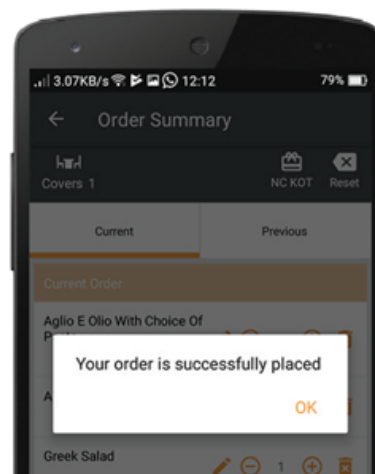 3.07KB/s 12:12 79%
Order Summary
Covers 1 NC KOT Reset
Current Previous
Current Order
Aglio E Olio With Choice Of
Your order is successfully placed
OK
Greek Salad 1